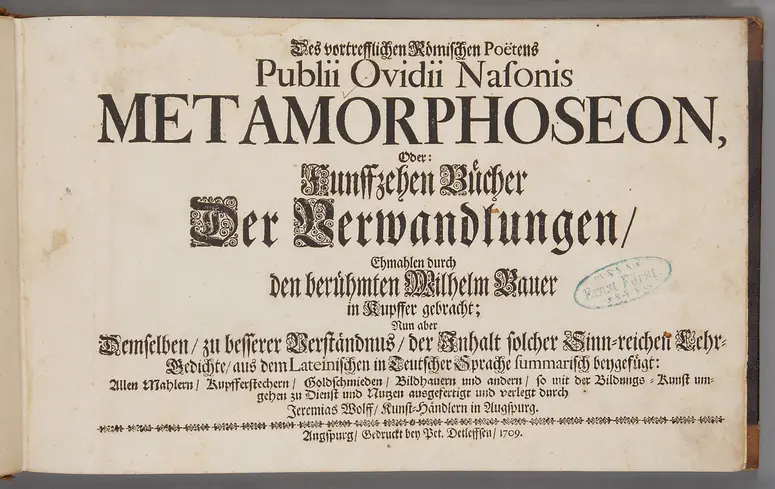 Des vortrefflichen Römischen Poëtens
Publii Ovidii Nasonis
METAMORPHOSEON,
Oder:
Funffzehen Bücher
Der Verwandlungen/
Ehmahlen durch
den berühmten Wilhelm Bauer
in Kupffer gebracht;
Nun aber
Demselben/ zu besserer Verständnus/ der Inhalt solcher Sinn-reichen Lehr-
Gedichte/ aus dem Lateinischen in Teutscher Sprache summarisch beygefügt:
Allen Mahlern/ Kupfferstechern/ Goldschmieden/ Bildhauern und andern/ so mit der Bildungs-Kunst um-
gehen zu Dienst und Nutzen ausgefertigt und verlegt durch
Jeremias Wolff/ Kunst-Händlern in Augspurg.
Augspurg/ Gedruckt bey Pet. Detleffsen/ 1709.